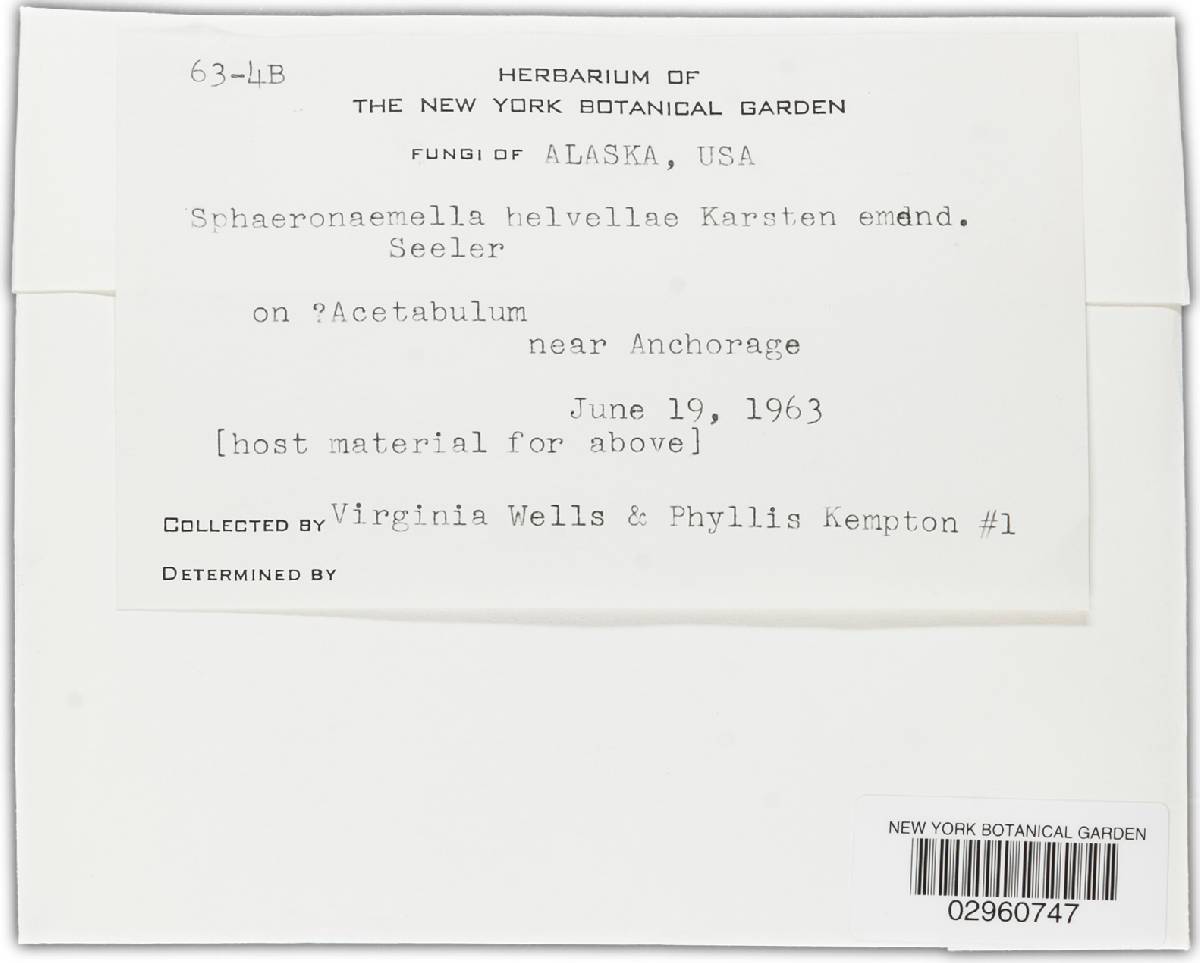 63-4B
HERBARIUM OF
THE NEW YORK BOTANICAL GARDEN
FUNGI OF ALASKA, USA
Sphaeronaemella helvellae Karsten emdnd.
Seeler
on ?Acetabulum
near Anchorage
June 19, 1963
[host material for above]
COLLECTED BY Virginia Wells & Phyllis Kempton #1
DETERMINED BY
NEW YORK BOTANICAL GARDEN
02960747